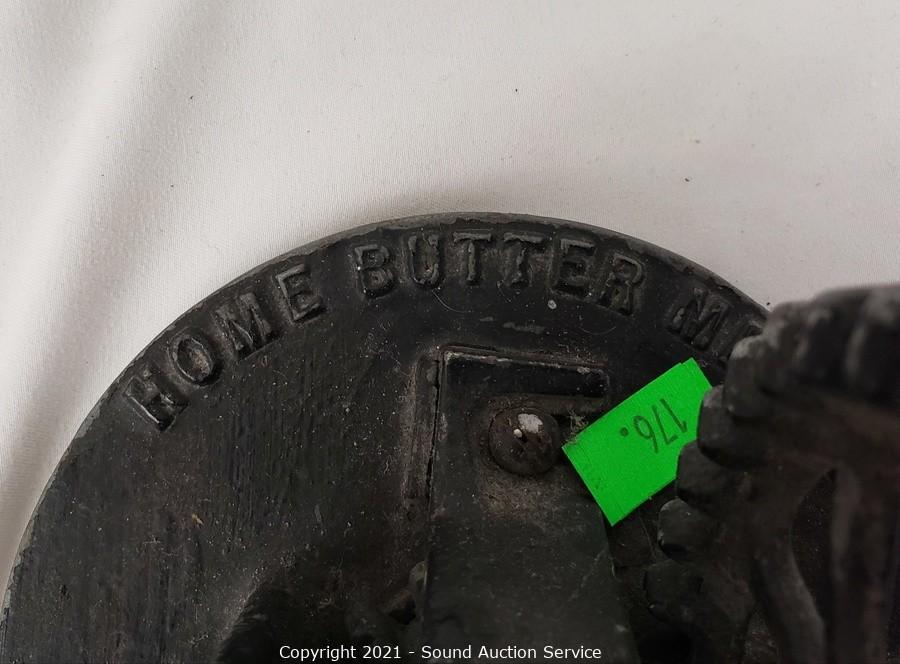 HOME BUTTER
176.
Copyright 2021 - Sound Auction Service